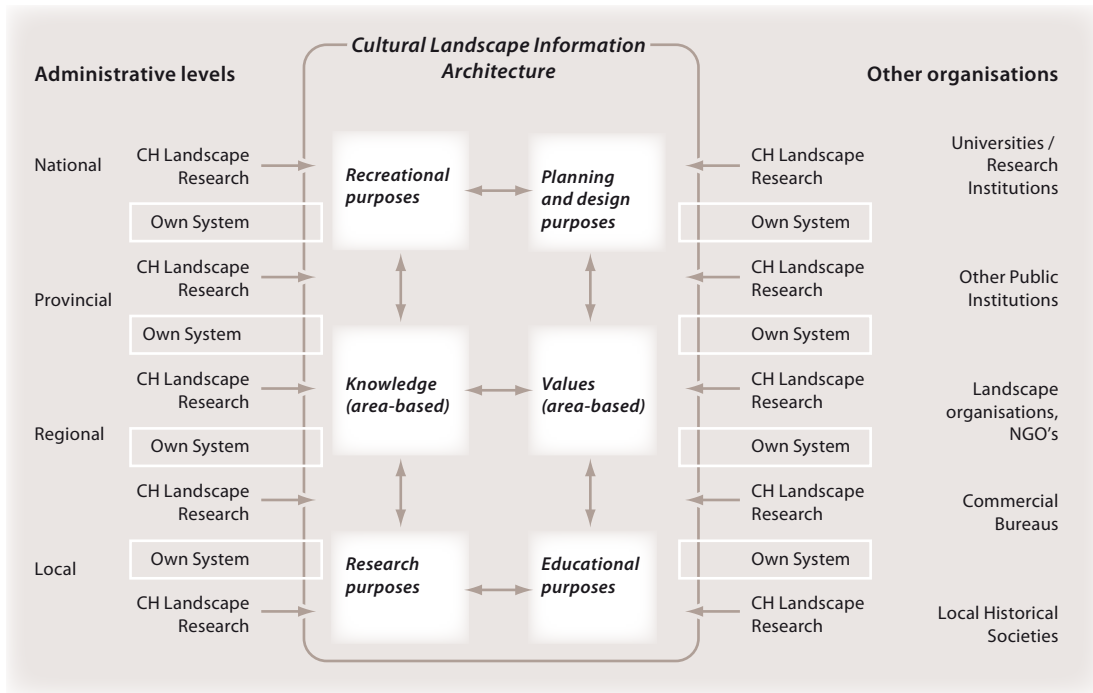 Cultural Landscape Information
Architecture
Administrative levels
National
Provincial
Regional
Local
CH Landscape
Research
Own System
CH Landscape
Research
Own System
CH Landscape
Research
Own System
CH Landscape
Research
Own System
CH Landscape
Research
Recreational
purposes
Planning
and design
purposes
Knowledge
(area-based)
Values
(area-based)
Research
purposes
Educational
purposes
CH Landscape
Research
Own System
CH Landscape
Research
Own System
CH Landscape
Research
Own System
CH Landscape
Research
Own System
CH Landscape
Research
Other organisations
Universities /
Research
Institutions
Other Public
Institutions
Landscape
organisations,
NGO's
Commercial
Bureaus
Local Historical
Societies